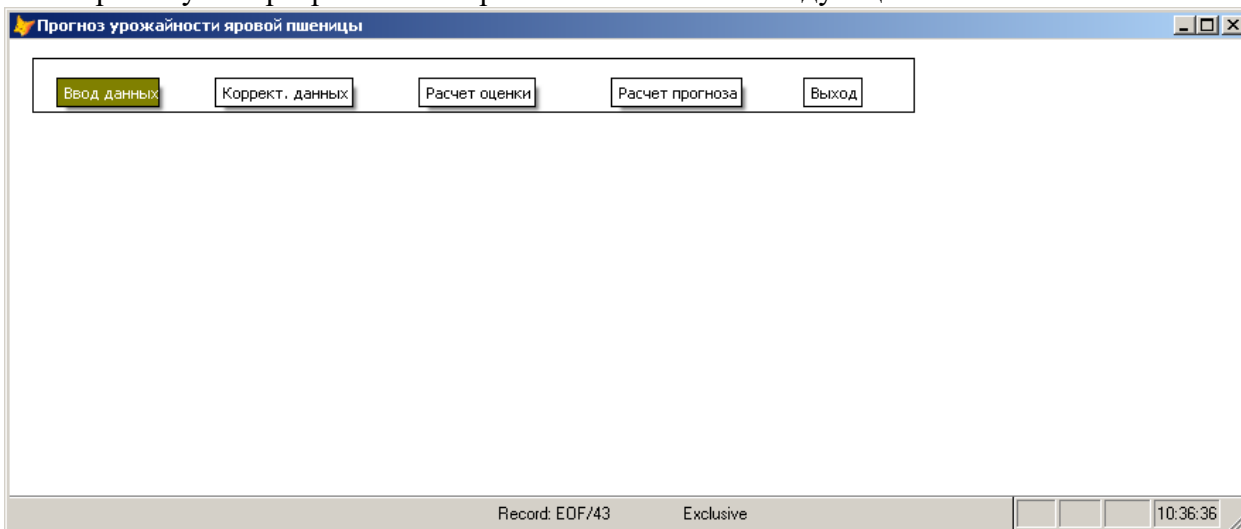 Прогноз урожайности яровой пшеницы
Ввод данных Коррект. данных Расчет оценки Расчет прогноза Выход
Record: EOF/43 Exclusive 10:36:36